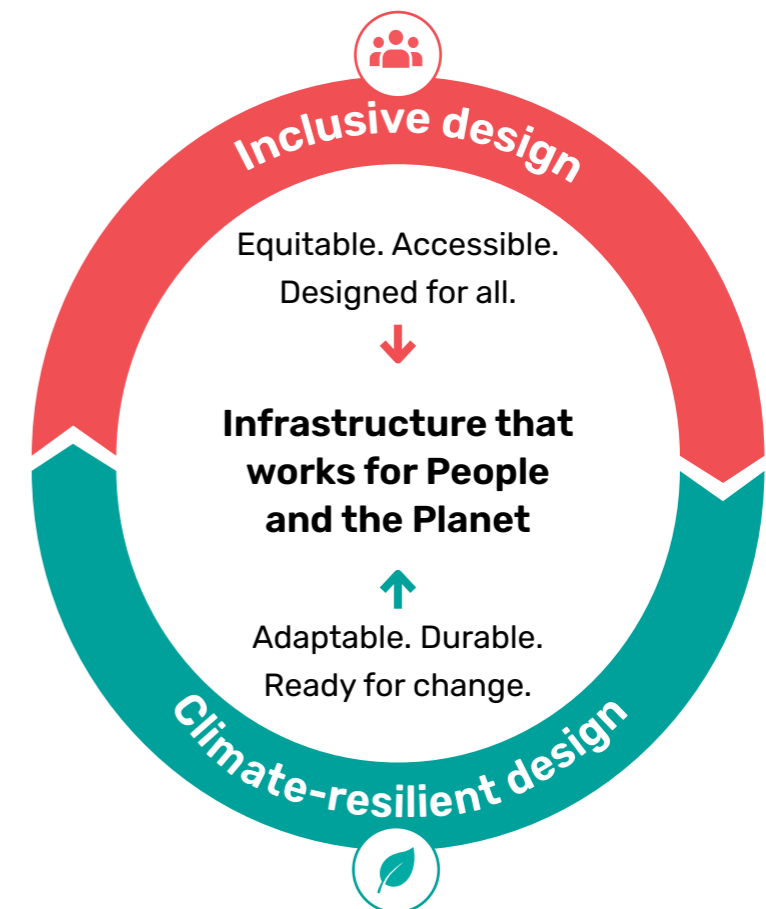 Inclusive design
Equitable. Accessible.
Designed for all.
Infrastructure that
works for People
and the Planet
Adaptable. Durable.
Ready for change.
Climate-resilient design